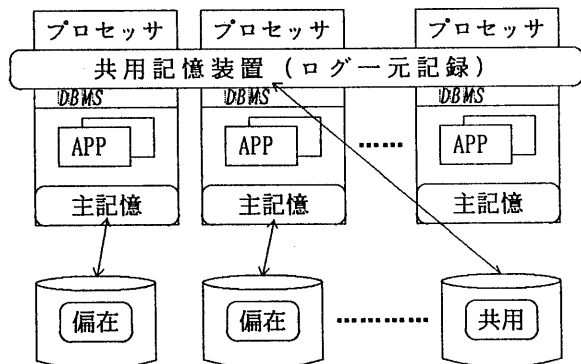 プロセッサ プロセッサ プロセッサ
共用記憶装置（ログ一元記録）
DBMS DBMS DBMS
APP APP …… APP
主記憶 主記憶 主記憶
偏在 偏在 ……… 共用